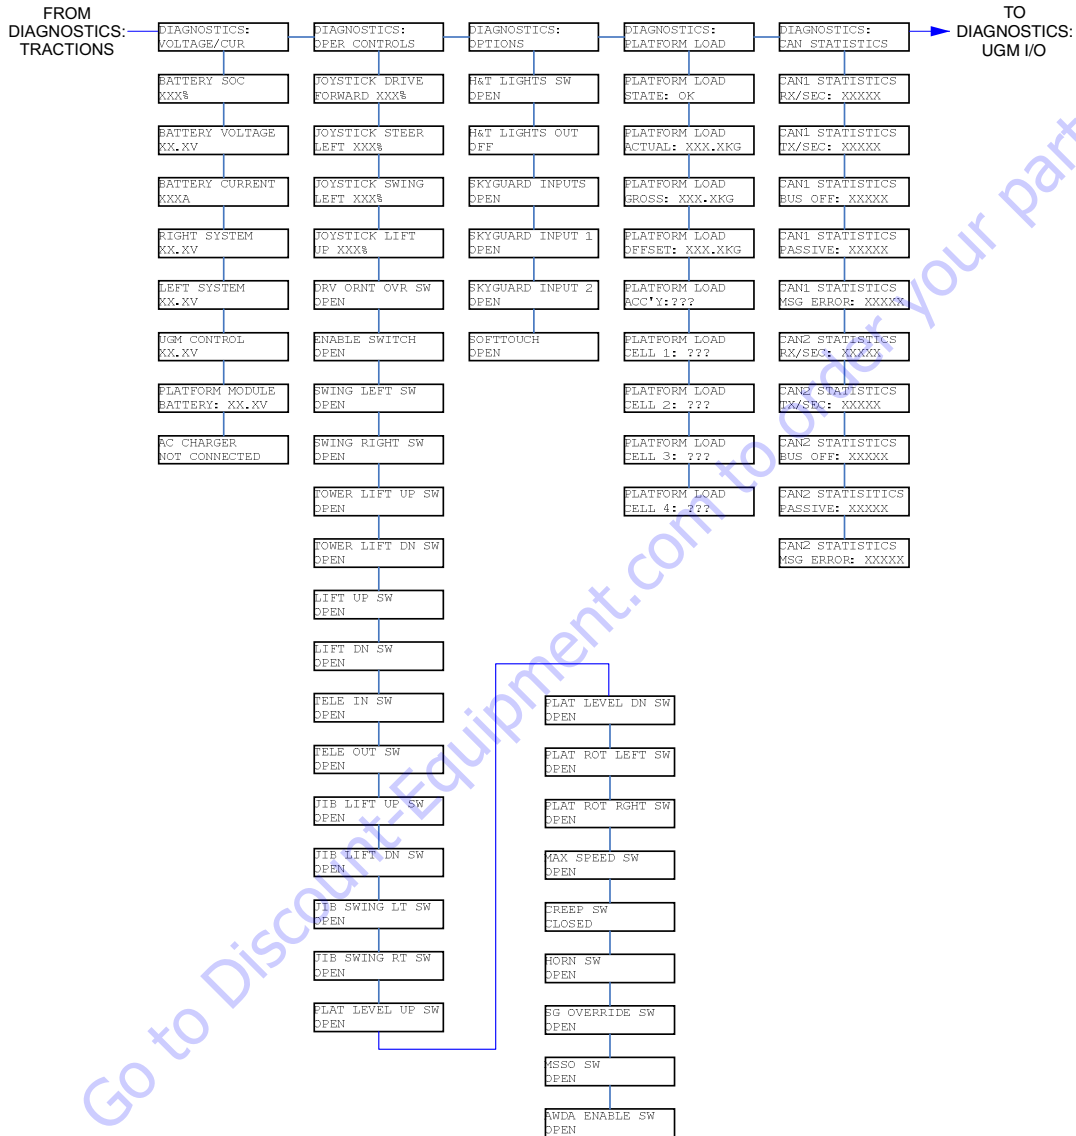 FROM
DIAGNOSTICS:
TRACTIONS
DIAGNOSTICS:
VOLTAGE/CUR
BATTERY SOC
XXX%
BATTERY VOLTAGE
XX.XV
BATTERY CURRENT
XXXA
RIGHT SYSTEM
XX.XV
LEFT SYSTEM
XX.XV
UGM CONTROL
XX.XV
PLATFORM MODULE
BATTERY: XX.XV
AC CHARGER
NOT CONNECTED
DIAGNOSTICS:
OPER CONTROLS
JOYSTICK DRIVE
FORWARD XXX%
JOYSTICK STEER
LEFT XXX%
JOYSTICK SWING
LEFT XXX%
JOYSTICK LIFT
UP XXX%
DRV ORNT OVR SW
OPEN
ENABLE SWITCH
OPEN
SWING LEFT SW
OPEN
SWING RIGHT SW
OPEN
TOWER LIFT UP SW
OPEN
TOWER LIFT DN SW
OPEN
LIFT UP SW
OPEN
LIFT DN SW
OPEN
TELE IN SW
OPEN
TELE OUT SW
OPEN
JIB LIFT UP SW
OPEN
JIB LIFT DN SW
OPEN
JIB SWING LT SW
OPEN
JIB SWING RT SW
OPEN
PLAT LEVEL UP SW
OPEN
PLAT LEVEL DN SW
OPEN
PLAT ROT LEFT SW
OPEN
PLAT ROT RGHT SW
OPEN
MAX SPEED SW
OPEN
CREEP SW
CLOSED
HORN SW
OPEN
SG OVERRIDE SW
OPEN
MSSO SW
OPEN
AWDA ENABLE SW
OPEN
DIAGNOSTICS:
OPTIONS
H&T LIGHTS SW
OPEN
H&T LIGHTS OUT
OFF
SKYGUARD INPUTS
OPEN
SKYGUARD INPUT 1
OPEN
SKYGUARD INPUT 2
OPEN
SOFTTOUCH
OPEN
DIAGNOSTICS:
PLATFORM LOAD
PLATFORM LOAD
STATE: OK
PLATFORM LOAD
ACTUAL: XXX.XKG
PLATFORM LOAD
GROSS: XXX.XKG
PLATFORM LOAD
OFFSET: XXX.XKG
PLATFORM LOAD
ACC'Y:???
PLATFORM LOAD
CELL 1: ???
PLATFORM LOAD
CELL 2: ???
PLATFORM LOAD
CELL 3: ???
PLATFORM LOAD
CELL 4: ???
DIAGNOSTICS:
CAN STATISTICS
CAN1 STATISTICS
RX/SEC: XXXXX
CAN1 STATISTICS
TX/SEC: XXXXX
CAN1 STATISTICS
BUS OFF: XXXXX
CAN1 STATISTICS
PASSIVE: XXXXX
CAN1 STATISTICS
MSG ERROR: XXXXX
CAN2 STATISTICS
RX/SEC: XXXXX
CAN2 STATISTICS
TX/SEC: XXXXX
CAN2 STATISTICS
BUS OFF: XXXXX
CAN2 STATISITICS
PASSIVE: XXXXX
CAN2 STATISTICS
MSG ERROR: XXXXX
TO
DIAGNOSTICS:
UGM I/O
Go to Discount-Equipment.com to order your part